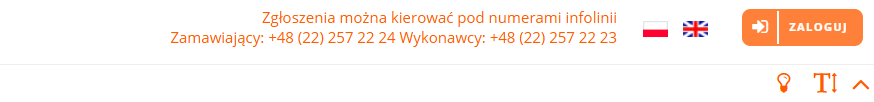 Zgłoszenia można kierować pod numerami infolinii
Zamawiający: +48 (22) 257 22 24 Wykonawcy: +48 (22) 257 22 23
ZALOGUJ
T